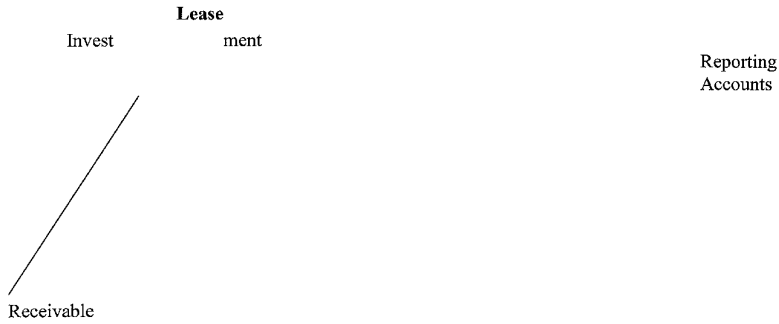 Lease
Invest ment
Reporting
Accounts
Receivable